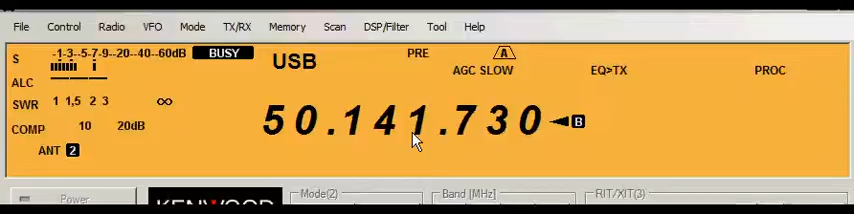 File Control Radio VFO Mode TX/RX Memory Scan DSP/Filter Tool Help
S -1-3--5-7-9--20--40--60dB BUSY USB PRE A
AGC SLOW EQ>TX PROC
ALC
SWR 1 1,5 2 3 ∞
50.141.730 B
COMP 10 20dB
ANT 2
Power KENWOOD Mode(2) Band [MHz] RIT/XIT(3)